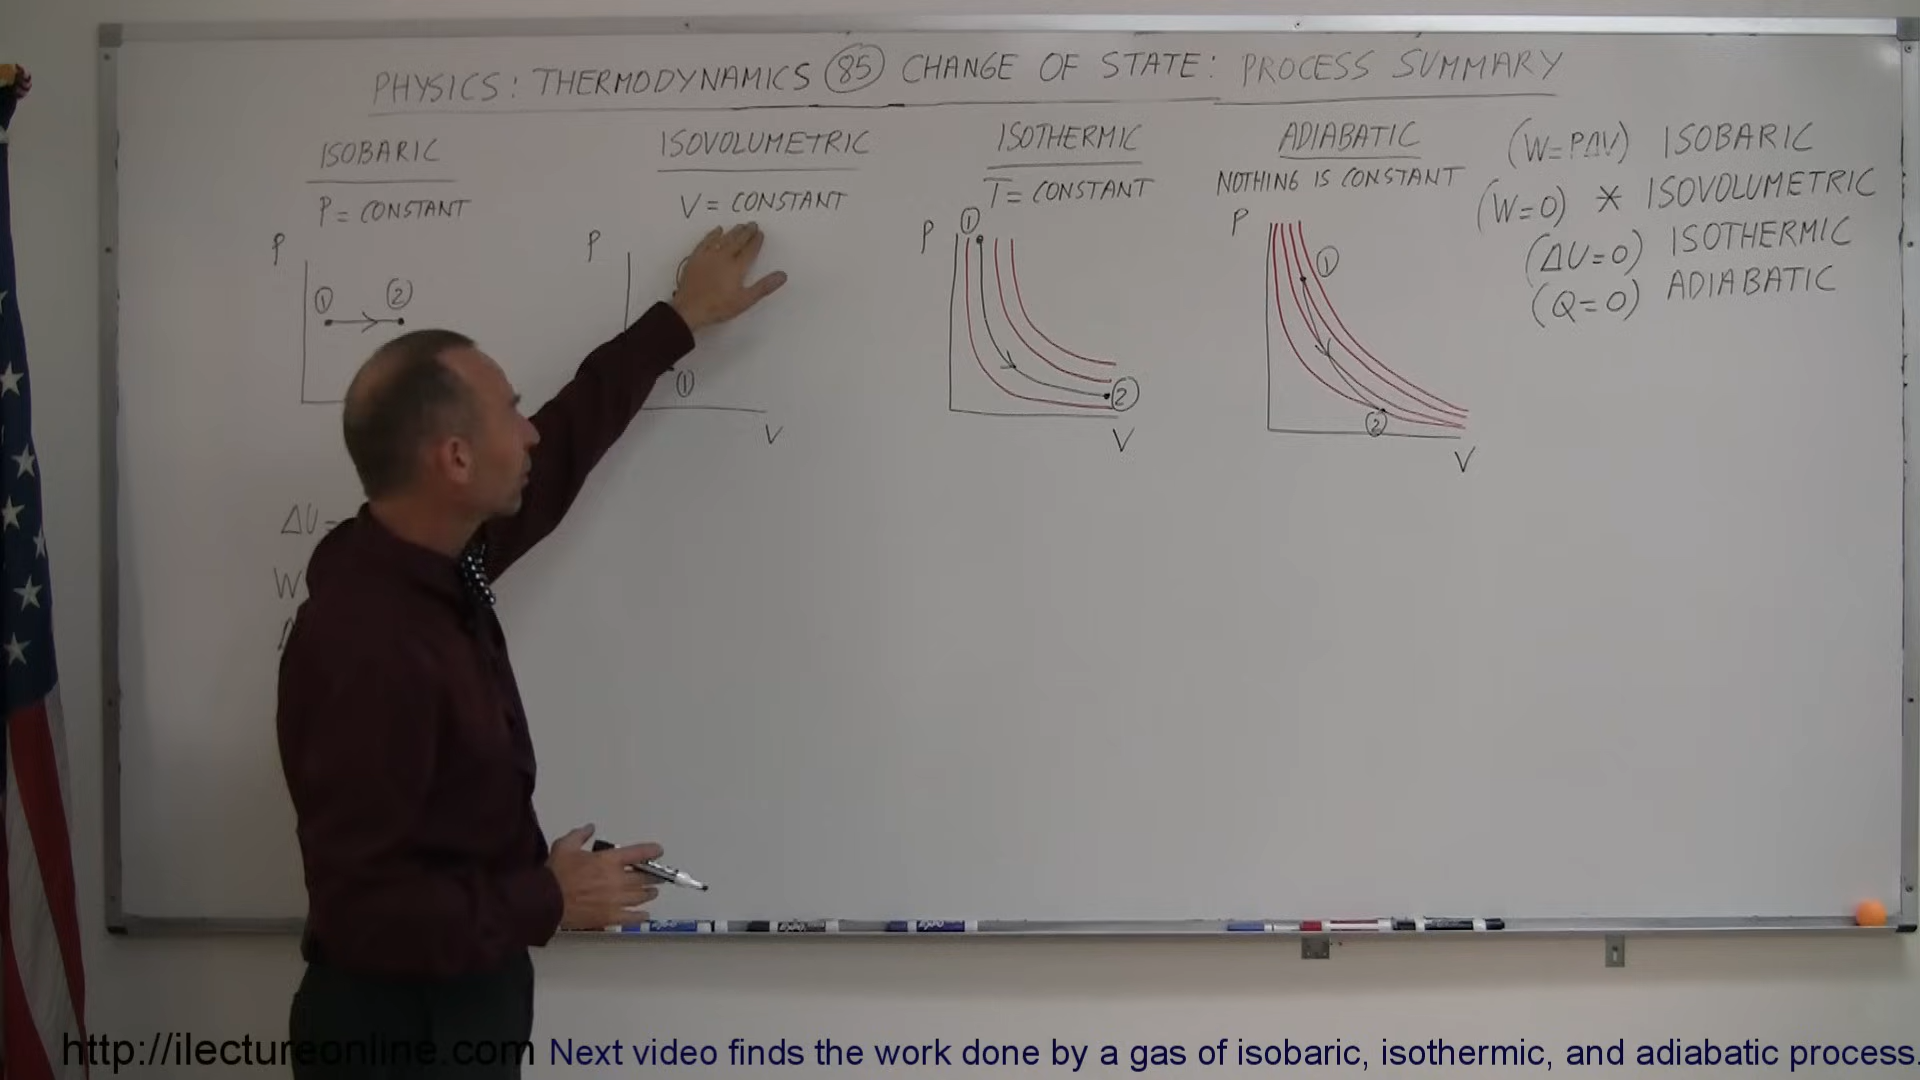 PHYSICS: THERMODYNAMICS 85 CHANGE OF STATE: PROCESS SUMMARY
ISOBARIC
P = CONSTANT
P
1 2
ΔU=
W
ISOVOLUMETRIC
V = CONSTANT
P
1
V
ISOTHERMIC
T = CONSTANT
P 1
2
V
ADIABATIC
NOTHING IS CONSTANT
P
1
2
V
(W=PΔV) ISOBARIC
(W=0) * ISOVOLUMETRIC
(ΔU=0) ISOTHERMIC
(Q=0) ADIABATIC
http://ilectureonline.com Next video finds the work done by a gas of isobaric, isothermic, and adiabatic process.